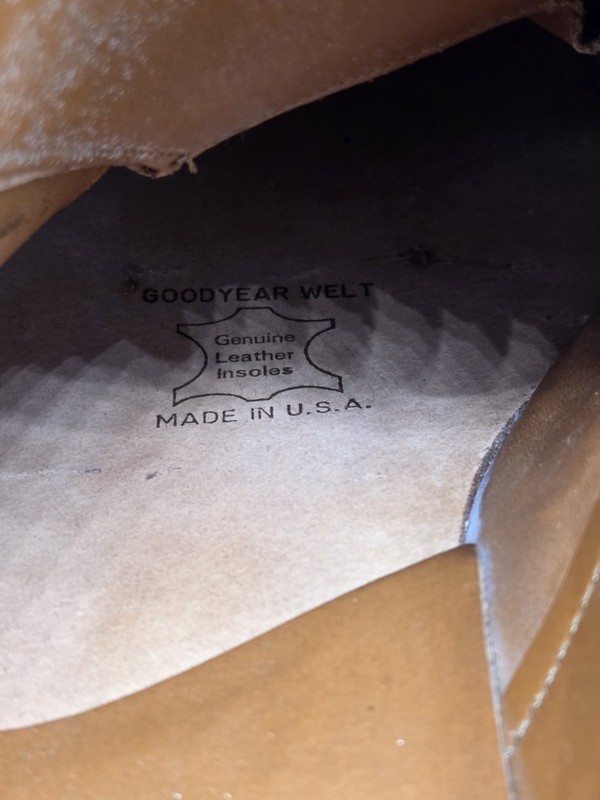 GOODYEAR WELT
Genuine
Leather
Insoles
MADE IN U.S.A.